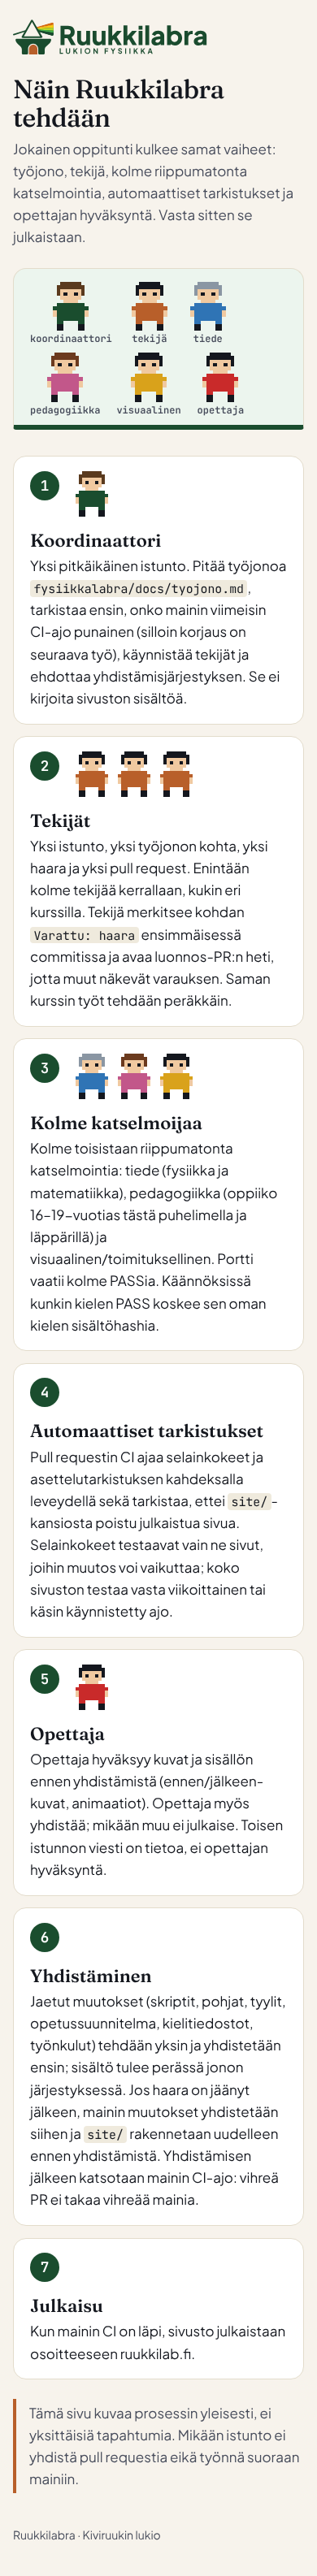 Ruukkilabra
LUKION FYSIIKKA
Näin Ruukkilabra
tehdään
Jokainen oppitunti kulkee samat vaiheet:
työjono, tekijä, kolme riippumatonta
katselmointia, automaattiset tarkistukset ja
opettajan hyväksyntä. Vasta sitten se
julkaistaan.
koordinaattori tekijä tiede
pedagogiikka visuaalinen opettaja
1
Koordinaattori
Yksi pitkäikäinen istunto. Pitää työjonoa
fysiikkalabra/docs/tyojono.md,
tarkistaa ensin, onko mainin viimeisin
CI-ajo punainen (silloin korjaus on
seuraava työ), käynnistää tekijät ja
ehdottaa yhdistämisjärjestyksen. Se ei
kirjoita sivuston sisältöä.
2
Tekijät
Yksi istunto, yksi työjonon kohta, yksi
haara ja yksi pull request. Enintään
kolme tekijää kerrallaan, kukin eri
kurssilla. Tekijä merkitsee kohdan
Varattu: haara ensimmäisessä
commitissa ja avaa luonnos-PR:n heti,
jotta muut näkevät varauksen. Saman
kurssin työt tehdään peräkkäin.
3
Kolme katselmoijaa
Kolme toisistaan riippumatonta
katselmointia: tiede (fysiikka ja
matematiikka), pedagogiikka (oppiiko
16–19-vuotias tästä puhelimella ja
läppärillä) ja
visuaalinen/toimituksellinen. Portti
vaatii kolme PASSia. Käännöksissä
kunkin kielen PASS koskee sen oman
kielen sisältöhashia.
4
Automaattiset tarkistukset
Pull requestin CI ajaa selainkokeet ja
asettelutarkistuksen kahdeksalla
leveydellä sekä tarkistaa, ettei site/-
kansiosta poistu julkaistua sivua.
Selainkokeet testaavat vain ne sivut,
joihin muutos voi vaikuttaa; koko
sivuston testaa vasta viikoittainen tai
käsin käynnistetty ajo.
5
Opettaja
Opettaja hyväksyy kuvat ja sisällön
ennen yhdistämistä (ennen/jälkeen-
kuvat, animaatiot). Opettaja myös
yhdistää; mikään muu ei julkaise. Toisen
istunnon viesti on tietoa, ei opettajan
hyväksyntä.
6
Yhdistäminen
Jaetut muutokset (skriptit, pohjat, tyylit,
opetussuunnitelma, kielitiedostot,
työnkulut) tehdään yksin ja yhdistetään
ensin; sisältö tulee perässä jonon
järjestyksessä. Jos haara on jäänyt
jälkeen, mainin muutokset yhdistetään
siihen ja site/ rakennetaan uudelleen
ennen yhdistämistä. Yhdistämisen
jälkeen katsotaan mainin CI-ajo: vihreä
PR ei takaa vihreää mainia.
7
Julkaisu
Kun mainin CI on läpi, sivusto julkaistaan
osoitteeseen ruukkilab.fi.
Tämä sivu kuvaa prosessin yleisesti, ei
yksittäisiä tapahtumia. Mikään istunto ei
yhdistä pull requestia eikä työnnä suoraan
mainiin.
Ruukkilabra · Kiviruukin lukio